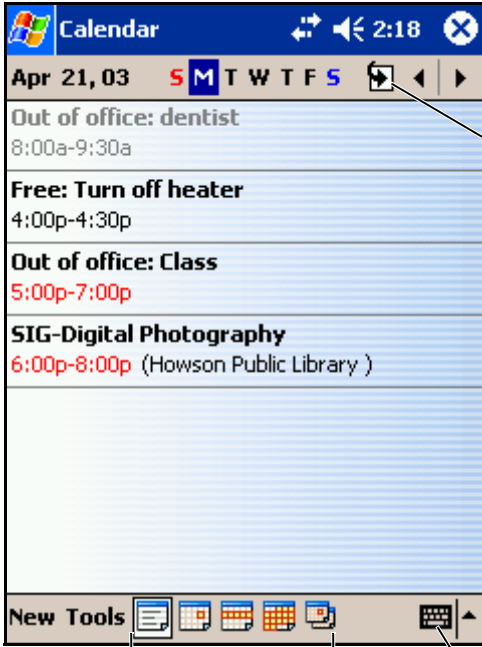 Calendar 2:18
Apr 21, 03 S M T W T F S
Out of office: dentist
8:00a-9:30a
Free: Turn off heater
4:00p-4:30p
Out of office: Class
5:00p-7:00p
SIG-Digital Photography
6:00p-8:00p (Howson Public Library )
New Tools